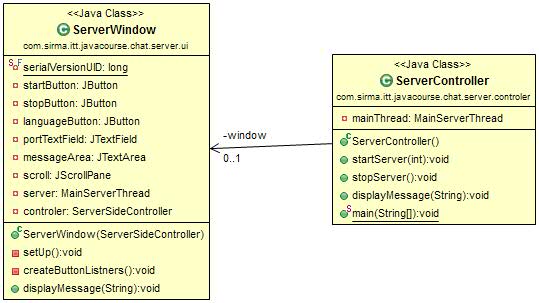 <<Java Class>>
ServerWindow
com.sirma.itt.javacourse.chat.server.ui
serialVersionUID: long
startButton: JButton
stopButton: JButton
languageButton: JButton
portTextField: JTextField
messageArea: JTextArea
scroll: JScrollPane
server: MainServerThread
controler: ServerSideController
ServerWindow(ServerSideController)
setUp():void
createButtonListners():void
displayMessage(String):void
-window
0..1
<<Java Class>>
ServerController
com.sirma.itt.javacourse.chat.server.controler
mainThread: MainServerThread
ServerController()
startServer(int):void
stopServer():void
displayMessage(String):void
main(String[]):void